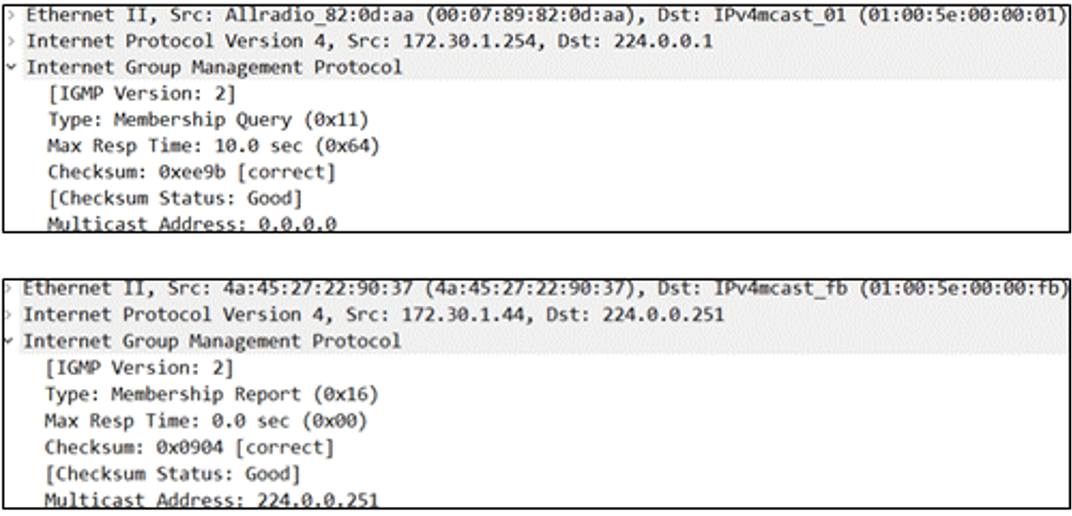 Ethernet II, Src: Allradio_82:0d:aa (00:07:89:82:0d:aa), Dst: IPv4mcast_01 (01:00:5e:00:00:01)
Internet Protocol Version 4, Src: 172.30.1.254, Dst: 224.0.0.1
Internet Group Management Protocol
[IGMP Version: 2]
Type: Membership Query (0x11)
Max Resp Time: 10.0 sec (0x64)
Checksum: 0xee9b [correct]
[Checksum Status: Good]
Multicast Address: 0.0.0.0
Ethernet II, Src: 4a:45:27:22:90:37 (4a:45:27:22:90:37), Dst: IPv4mcast_fb (01:00:5e:00:00:fb)
Internet Protocol Version 4, Src: 172.30.1.44, Dst: 224.0.0.251
Internet Group Management Protocol
[IGMP Version: 2]
Type: Membership Report (0x16)
Max Resp Time: 0.0 sec (0x00)
Checksum: 0x0904 [correct]
[Checksum Status: Good]
Multicast Address: 224.0.0.251